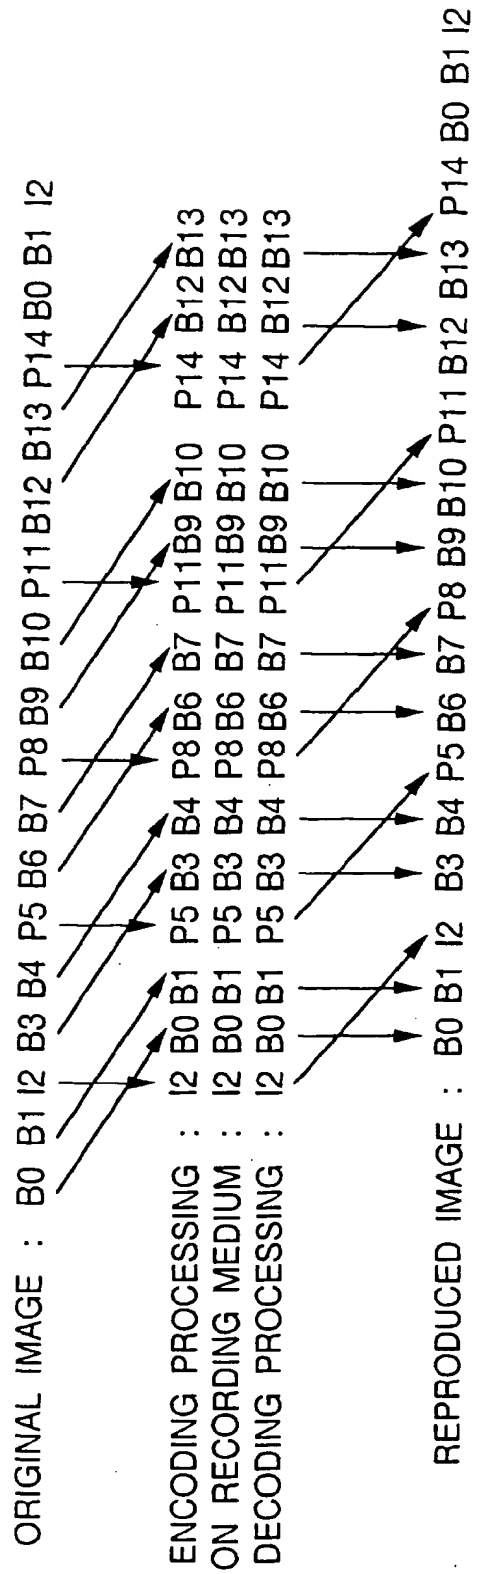 ORIGINAL IMAGE : B0 B1 I2 B3 B4 P5 B6 B7 P8 B9 B10 P11 B12 B13 P14 B0 B1 I2
ENCODING PROCESSING : I2 B0 B1 P5 B3 B4 P8 B6 B7 P11 B9 B10 P14 B12 B13
ON RECORDING MEDIUM : I2 B0 B1 P5 B3 B4 P8 B6 B7 P11 B9 B10 P14 B12 B13
DECODING PROCESSING : I2 B0 B1 P5 B3 B4 P8 B6 B7 P11 B9 B10 P14 B12 B13
REPRODUCED IMAGE : B0 B1 I2 B3 B4 P5 B6 B7 P8 B9 B10 P11 B12 B13 P14 B0 B1 I2